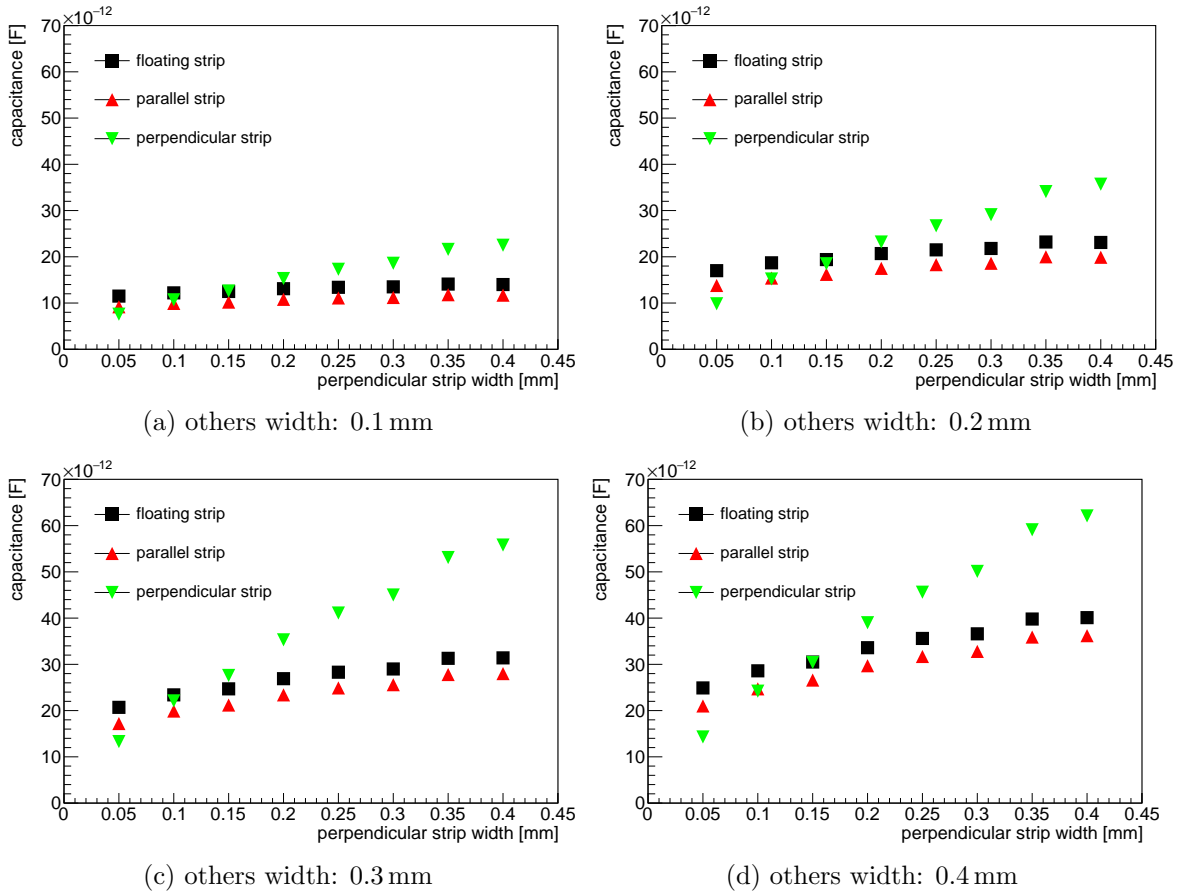 ×10⁻¹²
capacitance [F]
70
60
50
40
30
20
10
0
floating strip
parallel strip
perpendicular strip
0 0.05 0.1 0.15 0.2 0.25 0.3 0.35 0.4 0.45
perpendicular strip width [mm]
(a) others width: 0.1 mm
×10⁻¹²
capacitance [F]
70
60
50
40
30
20
10
0
floating strip
parallel strip
perpendicular strip
0 0.05 0.1 0.15 0.2 0.25 0.3 0.35 0.4 0.45
perpendicular strip width [mm]
(b) others width: 0.2 mm
×10⁻¹²
capacitance [F]
70
60
50
40
30
20
10
0
floating strip
parallel strip
perpendicular strip
0 0.05 0.1 0.15 0.2 0.25 0.3 0.35 0.4 0.45
perpendicular strip width [mm]
(c) others width: 0.3 mm
×10⁻¹²
capacitance [F]
70
60
50
40
30
20
10
0
floating strip
parallel strip
perpendicular strip
0 0.05 0.1 0.15 0.2 0.25 0.3 0.35 0.4 0.45
perpendicular strip width [mm]
(d) others width: 0.4 mm